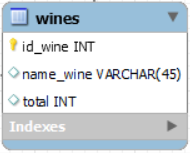 wines
id_wine INT
name_wine VARCHAR(45)
total INT
Indexes